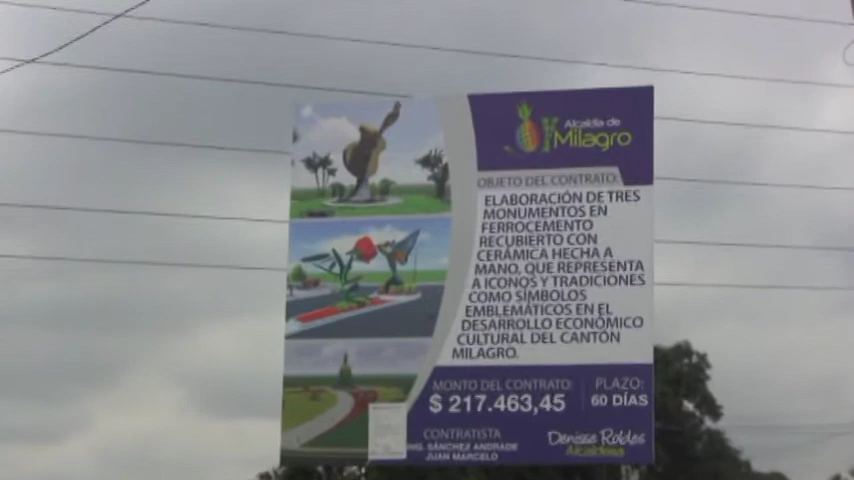 Alcaldía de
Milagro
OBJETO DEL CONTRATO:
ELABORACIÓN DE TRES
MONUMENTOS EN
FERROCEMENTO
RECUBIERTO CON
CERÁMICA HECHA A
MANO, QUE REPRESENTA
A ICONOS Y TRADICIONES
COMO SÍMBOLOS
EMBLEMÁTICOS EN EL
DESARROLLO ECONÓMICO
CULTURAL DEL CANTÓN
MILAGRO.
MONTO DEL CONTRATO:
$ 217.463,45
PLAZO:
60 DÍAS
CONTRATISTA
ING. SÁNCHEZ ANDRADE
JUAN MARCELO
Denisse Robles
Alcaldesa